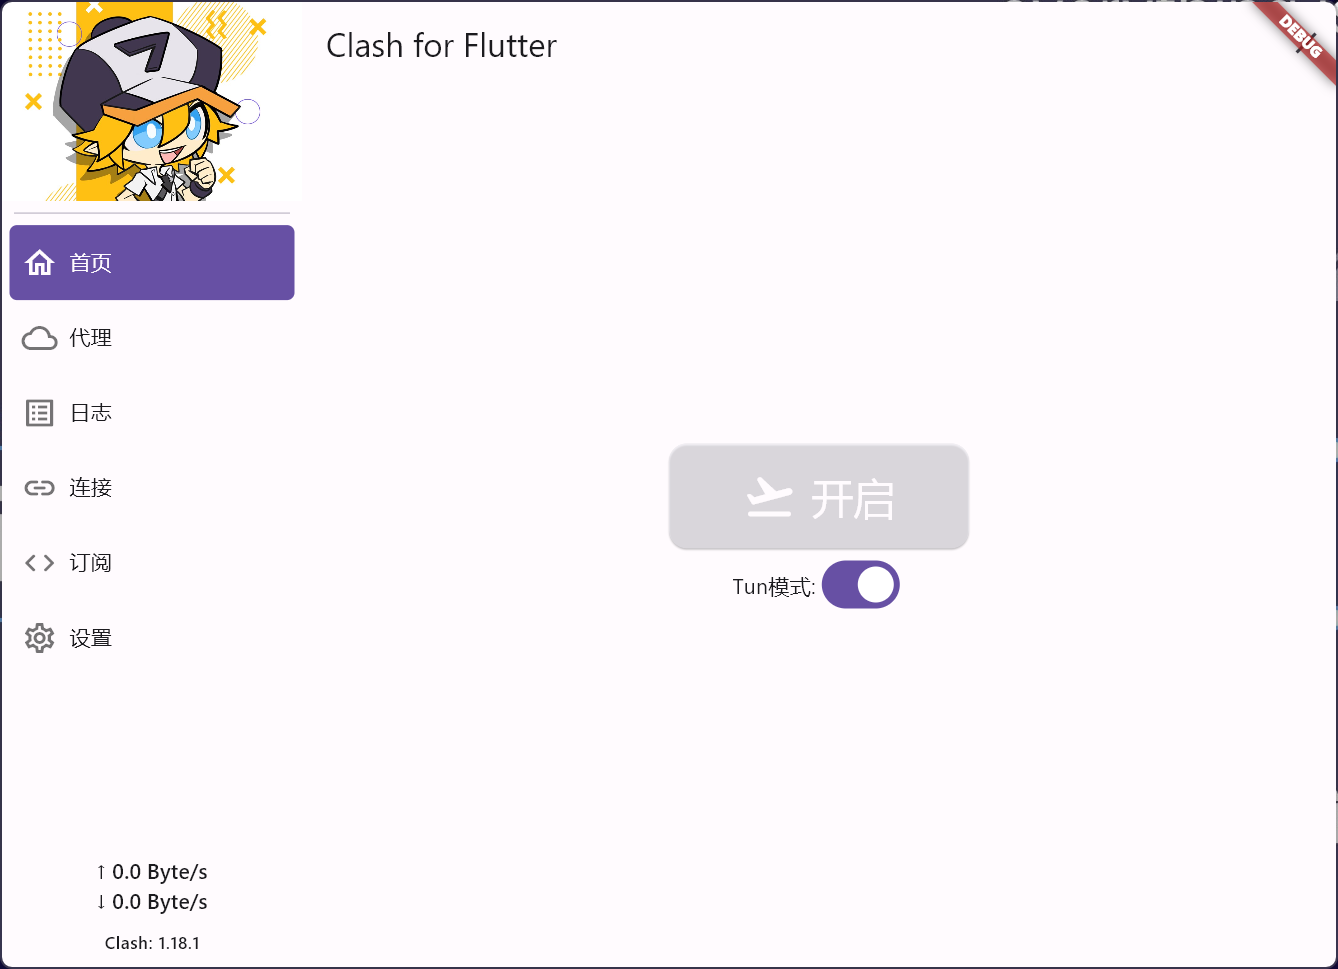 Clash for Flutter
DEBUG
首页
代理
日志
连接
订阅
设置
开启
Tun模式:
↑ 0.0 Byte/s
↓ 0.0 Byte/s
Clash: 1.18.1